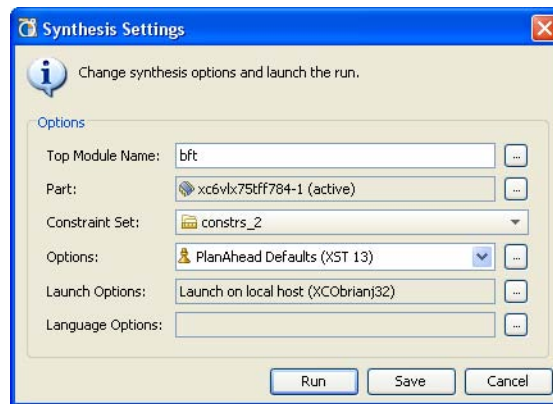 Synthesis Settings
Change synthesis options and launch the run.
Options
Top Module Name: bft ...
Part: xc6vlx75tff784-1 (active) ...
Constraint Set: constrs_2
Options: PlanAhead Defaults (XST 13) ...
Launch Options: Launch on local host (XCObrianj32) ...
Language Options: ...
Run Save Cancel